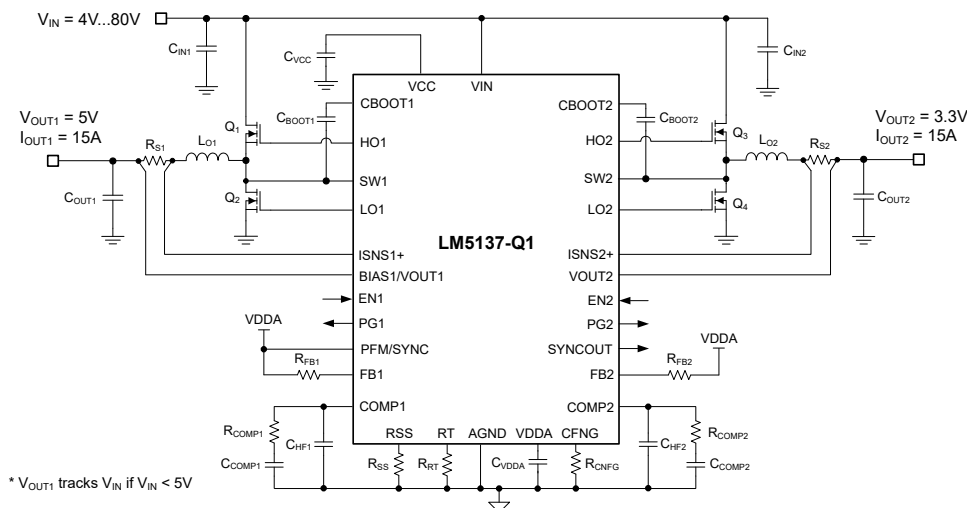 V_IN = 4V...80V
C_IN1
C_VCC
C_IN2
VCC
VIN
V_OUT1 = 5V
I_OUT1 = 15A
R_S1
L_O1
Q_1
C_BOOT1
CBOOT1
HO1
SW1
Q_2
LO1
C_OUT1
CBOOT2
C_BOOT2
HO2
Q_3
SW2
LO2
Q_4
L_O2
R_S2
V_OUT2 = 3.3V
I_OUT2 = 15A
C_OUT2
LM5137-Q1
ISNS1+
BIAS1/VOUT1
EN1
PG1
VDDA
PFM/SYNC
R_FB1
FB1
COMP1
ISNS2+
VOUT2
EN2
PG2
SYNCOUT
VDDA
R_FB2
FB2
COMP2
R_COMP1
C_HF1
C_COMP1
RSS
RT
AGND
VDDA
CFNG
R_SS
R_RT
C_VDDA
R_CNFG
C_HF2
R_COMP2
C_COMP2
* V_OUT1 tracks V_IN if V_IN < 5V